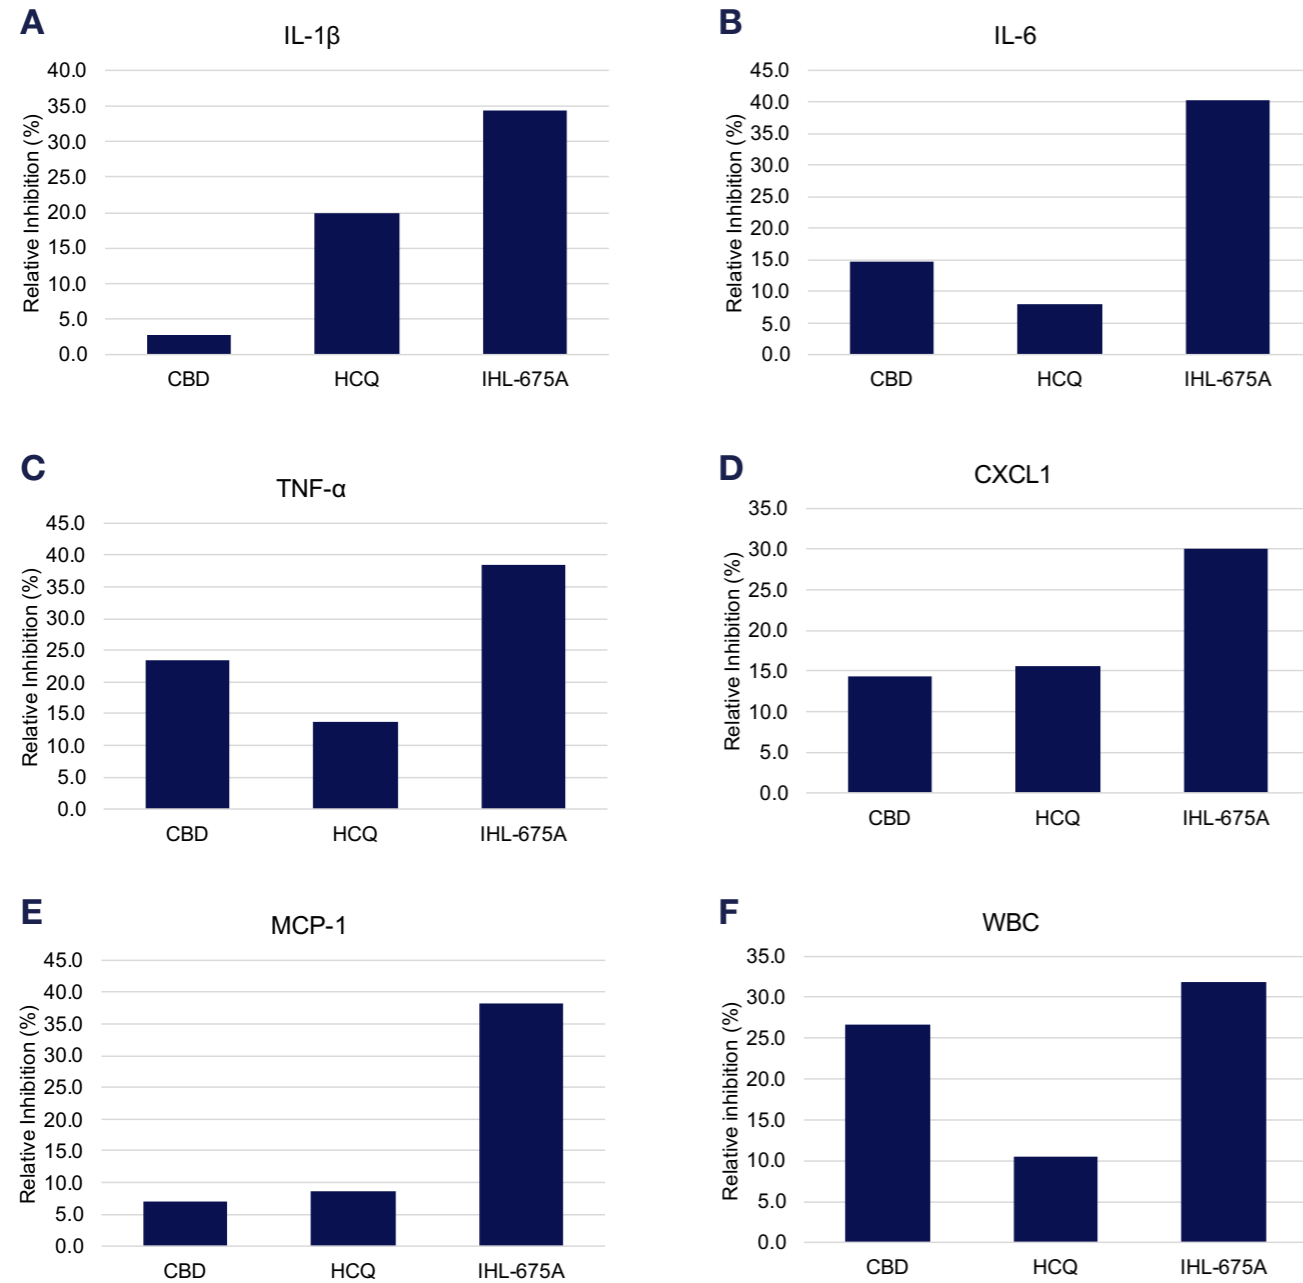 A
IL-1β
Relative Inhibition (%)
40.0
35.0
30.0
25.0
20.0
15.0
10.0
5.0
0.0
CBD HCQ IHL-675A
B
IL-6
Relative Inhibition (%)
45.0
40.0
35.0
30.0
25.0
20.0
15.0
10.0
5.0
0.0
CBD HCQ IHL-675A
C
TNF-α
Relative Inhibition (%)
45.0
40.0
35.0
30.0
25.0
20.0
15.0
10.0
5.0
0.0
CBD HCQ IHL-675A
D
CXCL1
Relative Inhibition (%)
35.0
30.0
25.0
20.0
15.0
10.0
5.0
0.0
CBD HCQ IHL-675A
E
MCP-1
Relative Inhibition (%)
45.0
40.0
35.0
30.0
25.0
20.0
15.0
10.0
5.0
0.0
CBD HCQ IHL-675A
F
WBC
Relative inhibition (%)
35.0
30.0
25.0
20.0
15.0
10.0
5.0
0.0
CBD HCQ IHL-675A